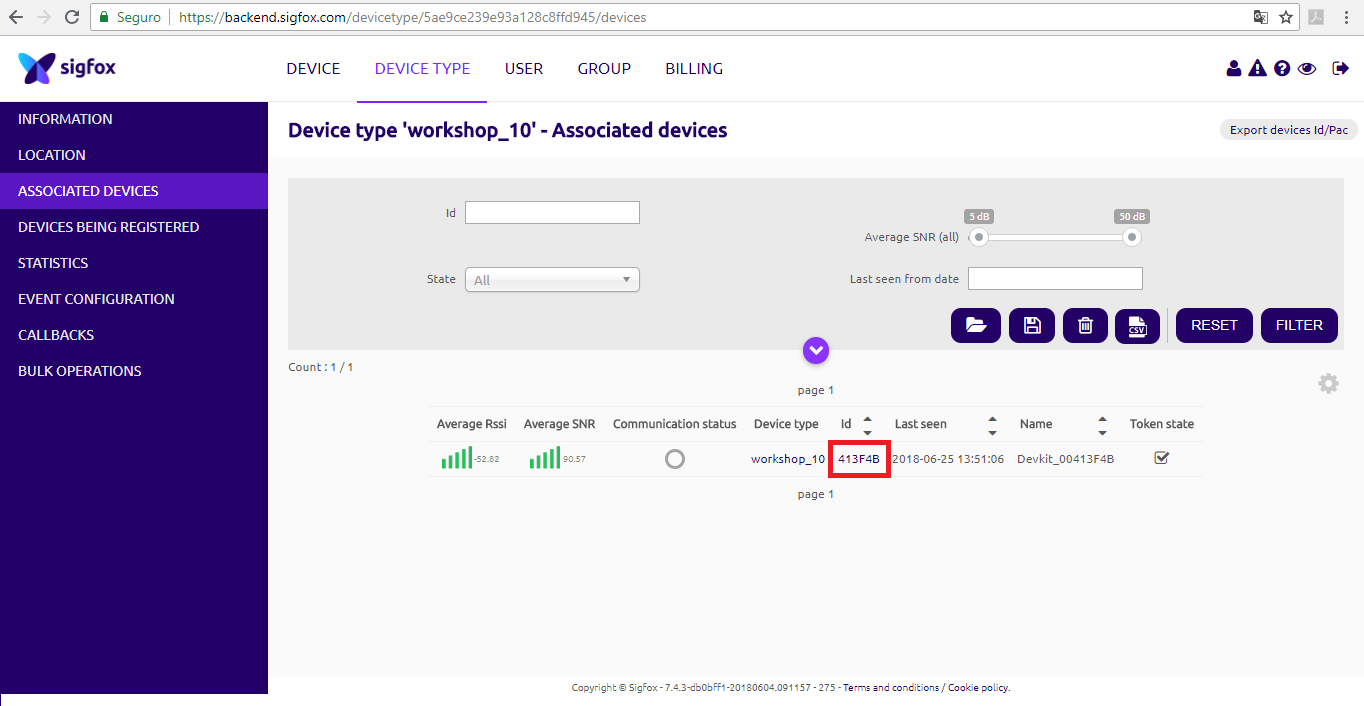 Seguro https://backend.sigfox.com/devicetype/5ae9ce239e93a128c8ffd945/devices
sigfox DEVICE DEVICE TYPE USER GROUP BILLING
INFORMATION
LOCATION
ASSOCIATED DEVICES
DEVICES BEING REGISTERED
STATISTICS
EVENT CONFIGURATION
CALLBACKS
BULK OPERATIONS
Device type 'workshop_10' - Associated devices Export devices Id/Pac
Id
5 dB 50 dB
Average SNR (all)
State All Last seen from date
CSV RESET FILTER
Count : 1 / 1
page 1
Average Rssi Average SNR Communication status Device type Id Last seen Name Token state
-52.82 90.57 workshop_10 413F4B 2018-06-25 13:51:06 Devkit_00413F4B
page 1
Copyright © Sigfox - 7.4.3-db0bff1-20180604.091157 - 275 - Terms and conditions / Cookie policy.